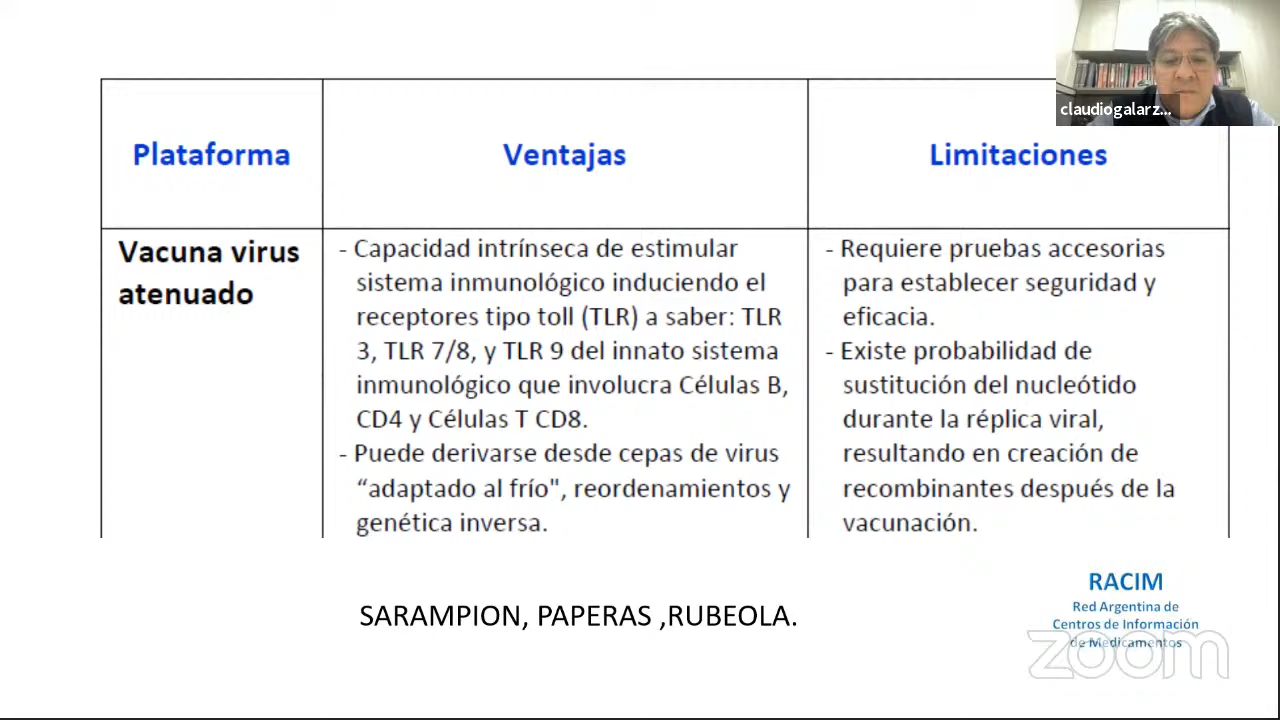 claudiogalarz...
Plataforma
Ventajas
Limitaciones
Vacuna virus
atenuado
- Capacidad intrínseca de estimular
sistema inmunológico induciendo el
receptores tipo toll (TLR) a saber: TLR
3, TLR 7/8, y TLR 9 del innato sistema
inmunológico que involucra Células B,
CD4 y Células T CD8.
- Puede derivarse desde cepas de virus
“adaptado al frío", reordenamientos y
genética inversa.
- Requiere pruebas accesorias
para establecer seguridad y
eficacia.
- Existe probabilidad de
sustitución del nucleótido
durante la réplica viral,
resultando en creación de
recombinantes después de la
vacunación.
SARAMPION, PAPERAS ,RUBEOLA.
RACIM
Red Argentina de
Centros de Información
de Medicamentos
zoom